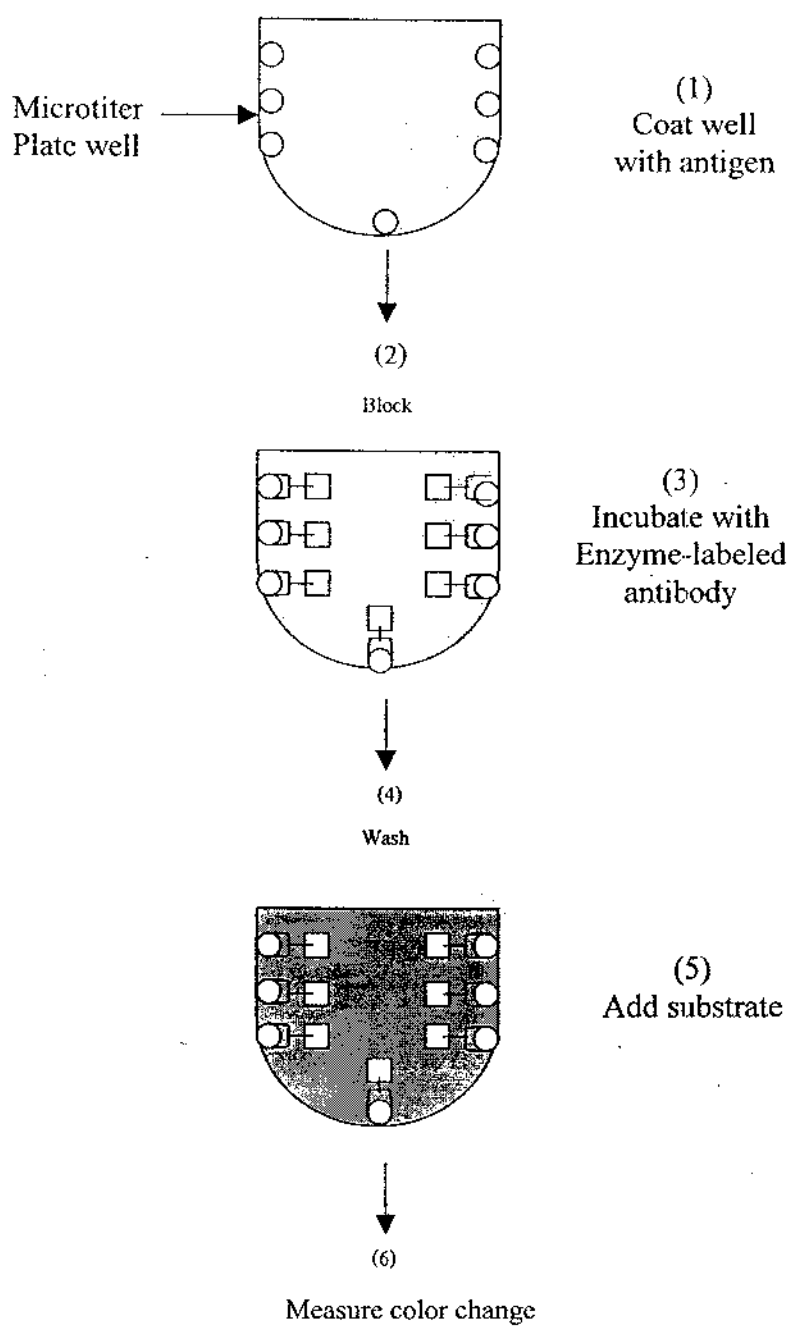 Microtiter
Plate well
(1)
Coat well
with antigen
(2)
Block
(3)
Incubate with
Enzyme-labeled
antibody
(4)
Wash
(5)
Add substrate
(6)
Measure color change